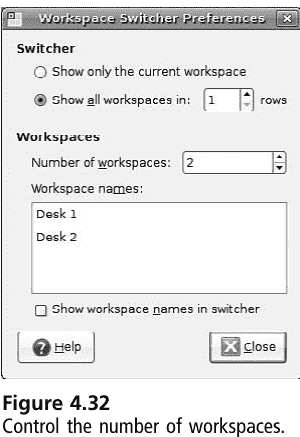 Workspace Switcher Preferences
Switcher
Show only the current workspace
Show all workspaces in: 1 rows
Workspaces
Number of workspaces: 2
Workspace names:
Desk 1
Desk 2
Show workspace names in switcher
Help Close
Figure 4.32
Control the number of workspaces.